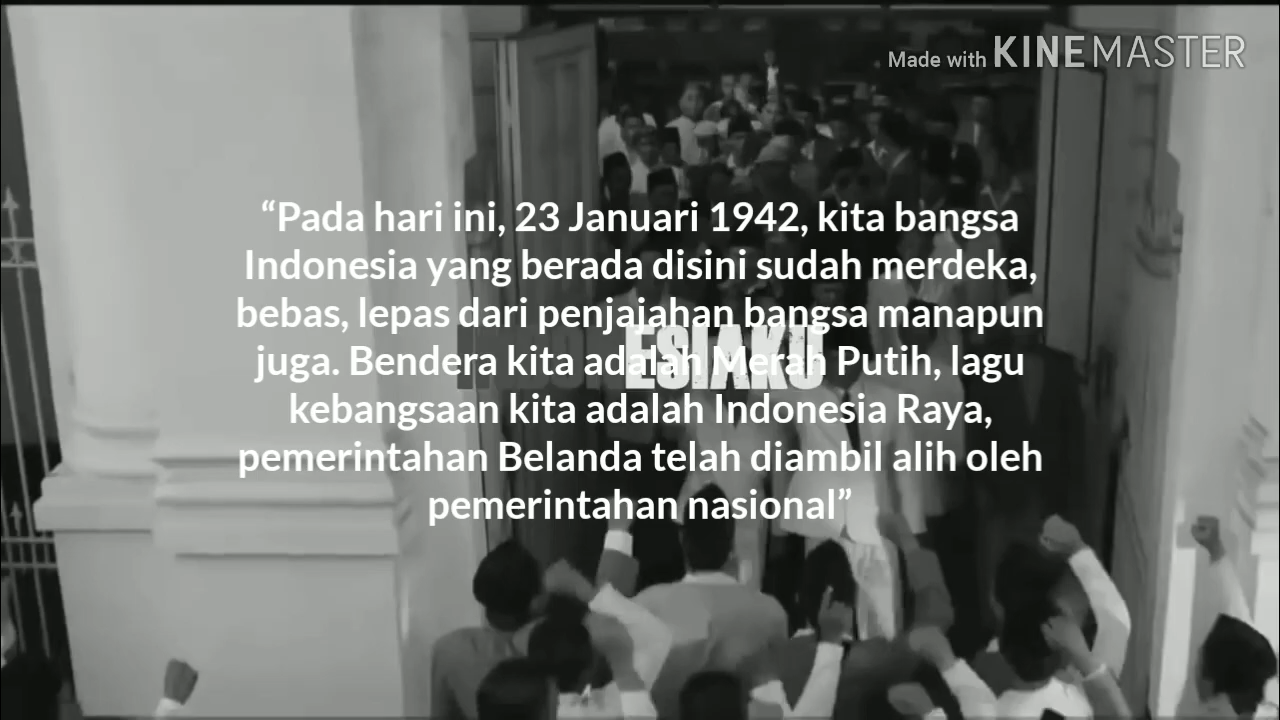 Made with KINEMASTER
“Pada hari ini, 23 Januari 1942, kita bangsa
Indonesia yang berada disini sudah merdeka,
bebas, lepas dari penjajahan bangsa manapun
juga. Bendera kita adalah Merah Putih, lagu
kebangsaan kita adalah Indonesia Raya,
pemerintahan Belanda telah diambil alih oleh
pemerintahan nasional”
ESIAKU